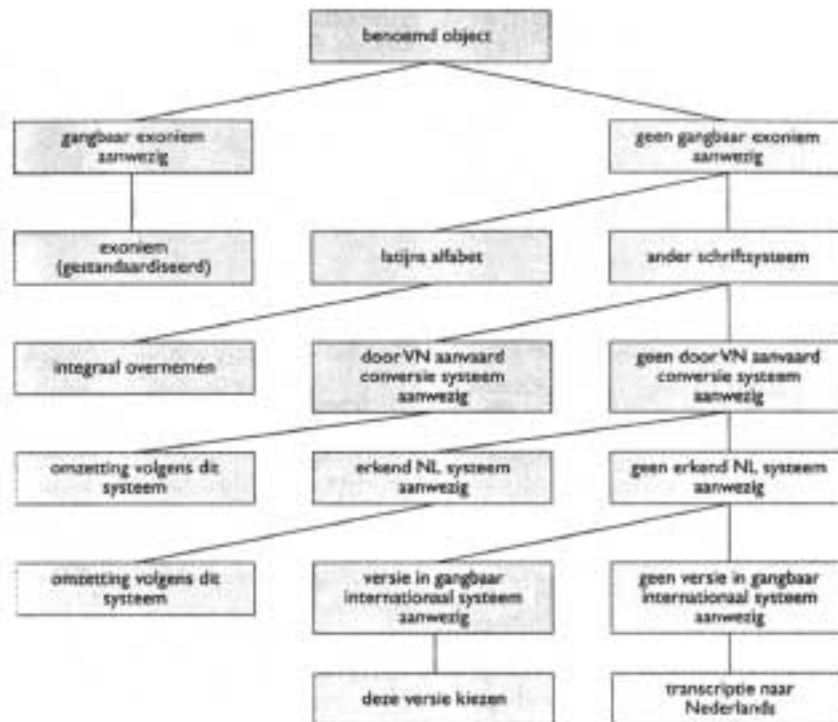 benoemd object
gangbaar exoniem
aanwezig
geen gangbaar exoniem
aanwezig
exoniem
(gestandaardiseerd)
latijns alfabet
ander schriftsysteem
integraal overnemen
door VN aanvaard
conversie systeem
aanwezig
geen door VN aanvaard
conversie systeem
aanwezig
omzetting volgens dit
systeem
erkend NL systeem
aanwezig
geen erkend NL systeem
aanwezig
omzetting volgens dit
systeem
versie in gangbaar
internationaal systeem
aanwezig
geen versie in gangbaar
internationaal systeem
aanwezig
deze versie kiezen
transcriptie naar
Nederlands